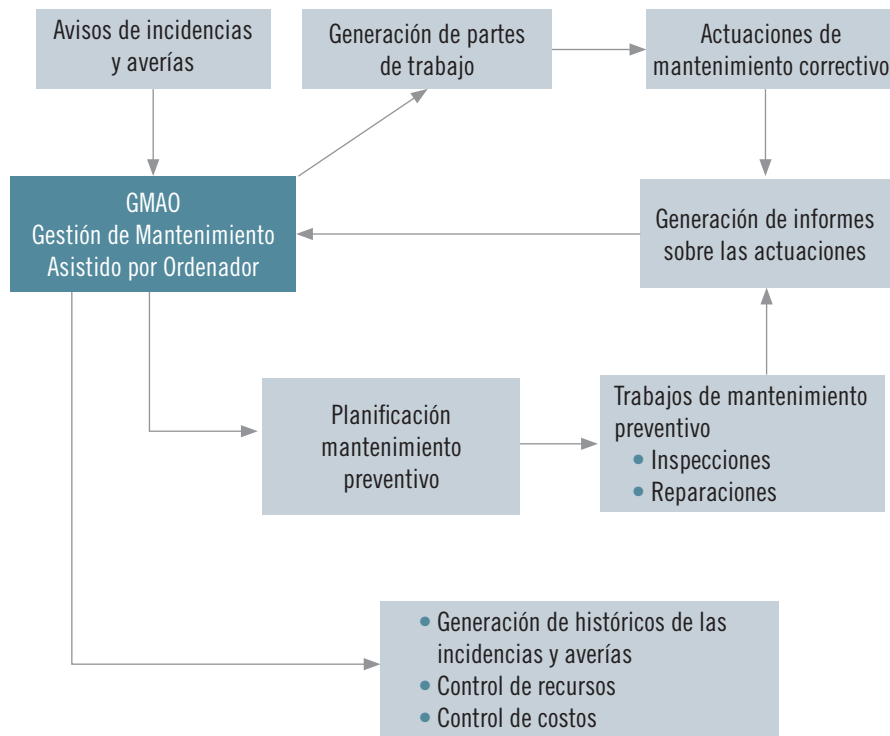 Avisos de incidencias
y averías
Generación de partes
de trabajo
Actuaciones de
mantenimiento correctivo
GMAO
Gestión de Mantenimiento
Asistido por Ordenador
Generación de informes
sobre las actuaciones
Planificación
mantenimiento
preventivo
Trabajos de mantenimiento
preventivo
• Inspecciones
• Reparaciones
• Generación de históricos de las
incidencias y averías
• Control de recursos
• Control de costos